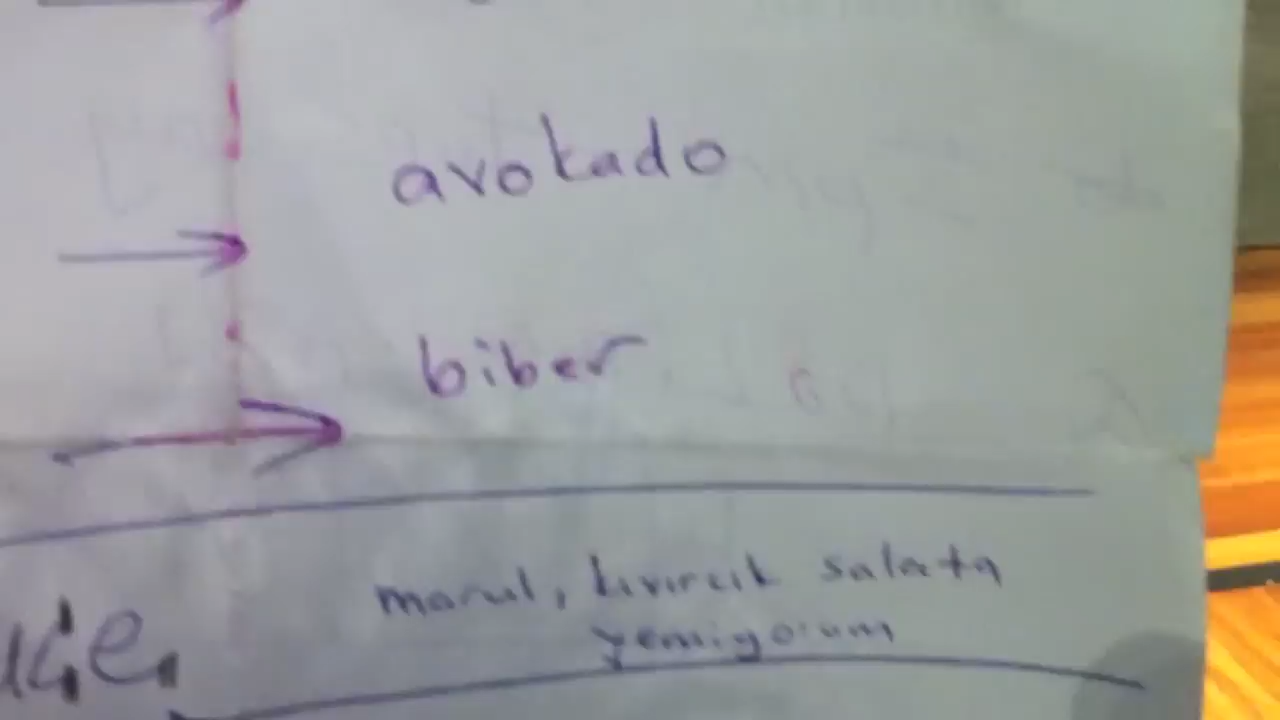 avokado
biber
marul, kıvırcık salata
yemiyorum